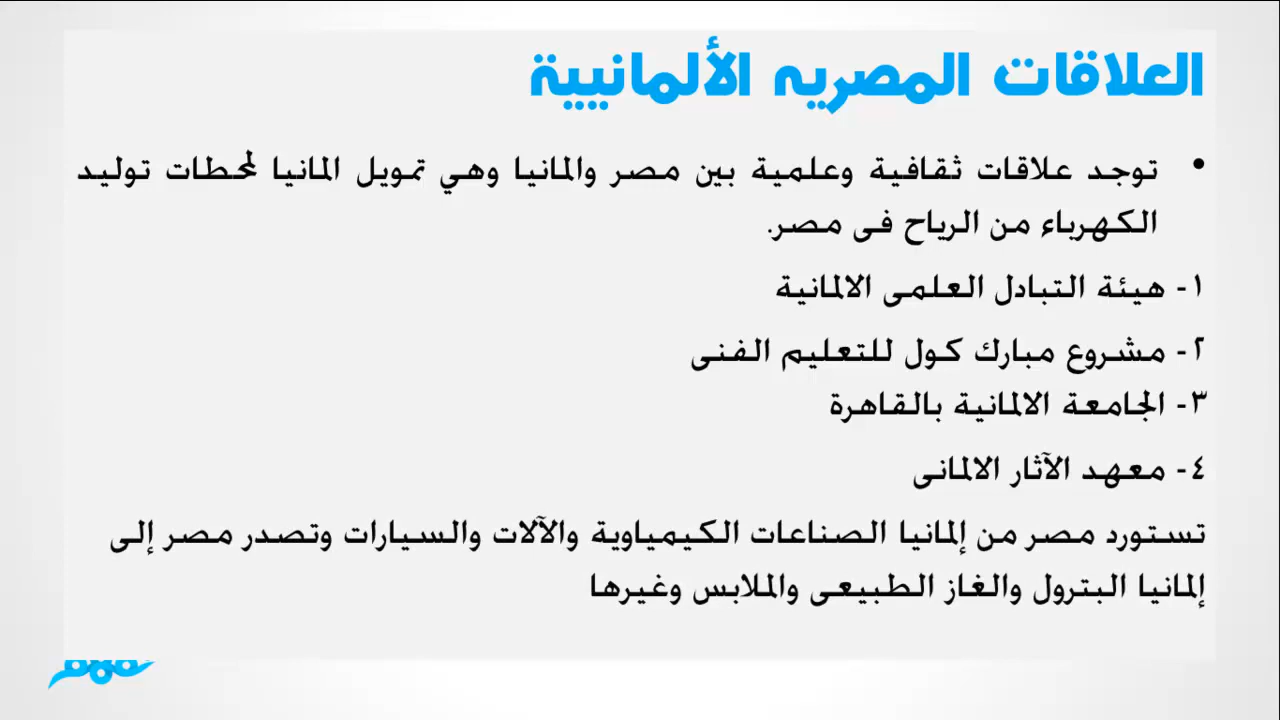 العلاقات المصريه الألمانيية
• توجد علاقات ثقافية وعلمية بين مصر والمانيا وهي تمويل المانيا لمحطات توليد
الكهرباء من الرياح فى مصر.
١- هيئة التبادل العلمى الالمانية
٢- مشروع مبارك كول للتعليم الفنى
٣- الجامعة الالمانية بالقاهرة
٤- معهد الآثار الالمانى
تستورد مصر من إلمانيا الصناعات الكيمياوية والآلات والسيارات وتصدر مصر إلى
إلمانيا البترول والغاز الطبيعى والملابس وغيرها